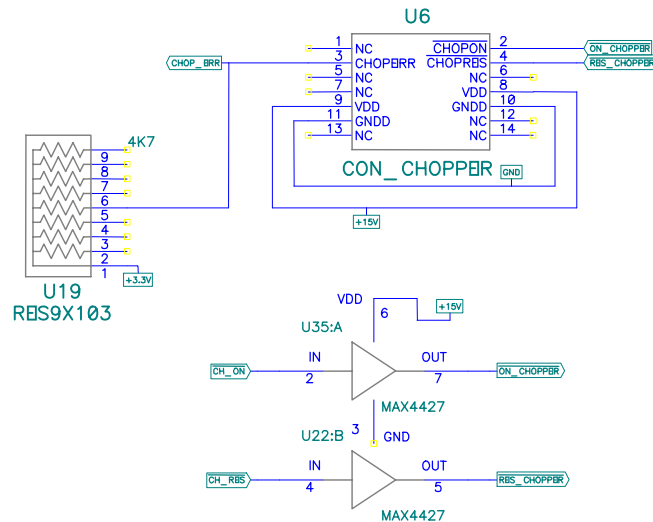 U6
1 NC CHOPON 2 ON_CHOPPER
CHOP_ERR 3 CHOPERR CHOPRES 4 RES_CHOPPER
5 NC NC 6
7 NC VDD 8
9 VDD GNDD 10
11 GNDD NC 12
13 NC NC 14
CON_CHOPPER GND
+15V
4K7
9
8
7
6
5
4
3
2
1
+3.3V
U19
RES9X103
VDD 6 +15V
U35:A
IN OUT
CH_ON 2 7 ON_CHOPPER
MAX4427
U22:B 3 GND
IN OUT
CH_RES 4 5 RES_CHOPPER
MAX4427